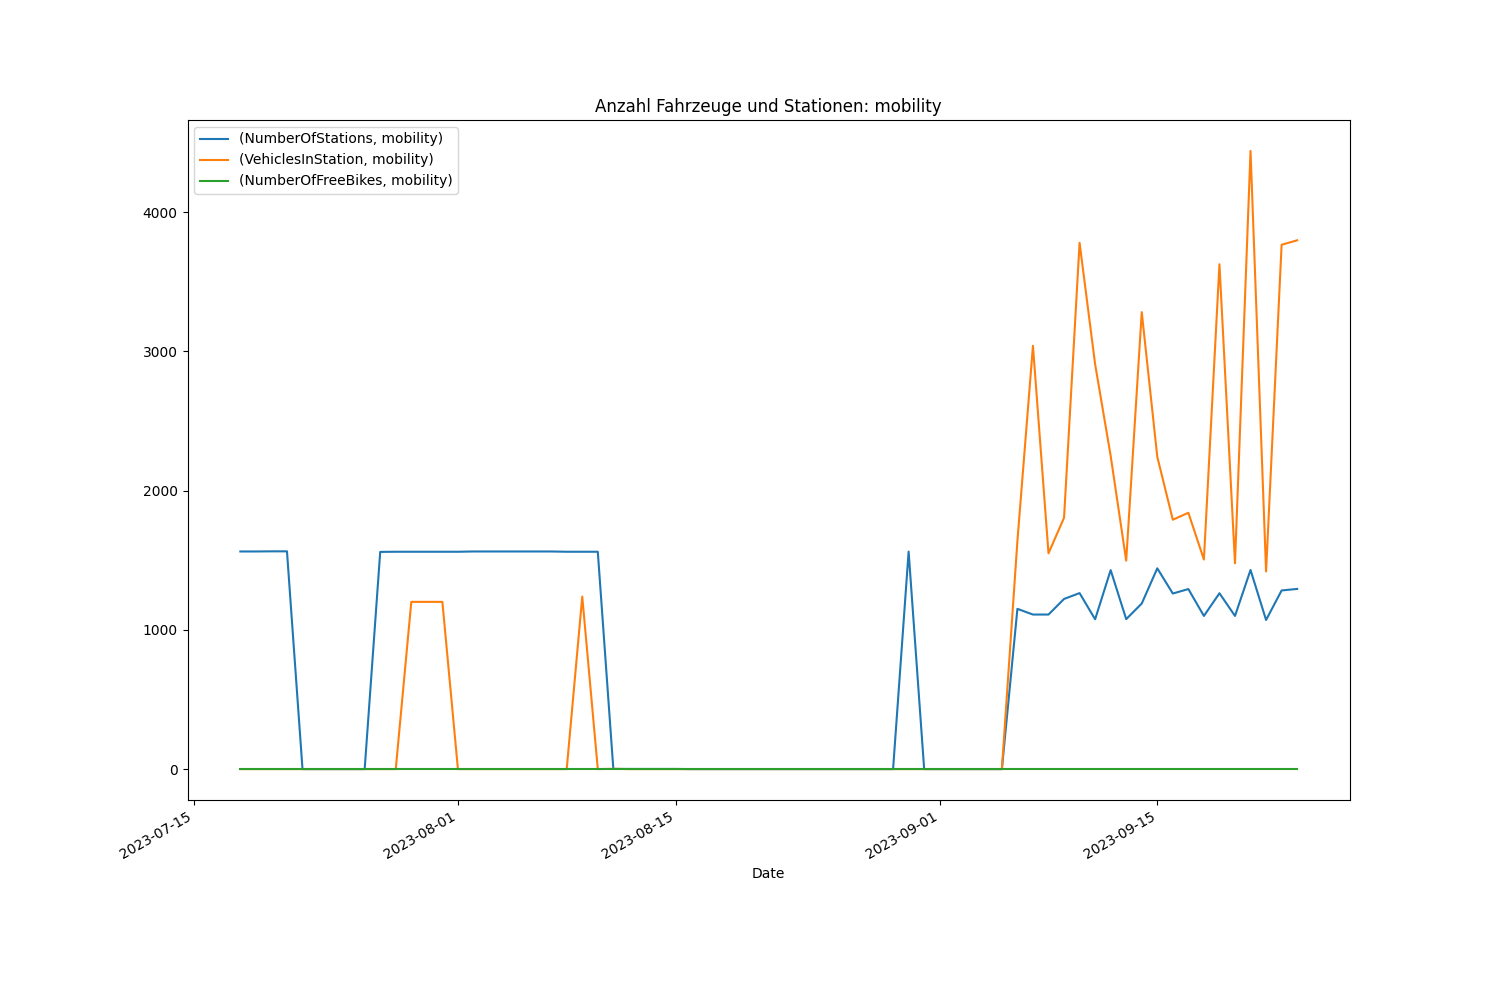 Anzahl Fahrzeuge und Stationen: mobility
(NumberOfStations, mobility)
(VehiclesInStation, mobility)
(NumberOfFreeBikes, mobility)
4000
3000
2000
1000
0
2023-07-15
2023-08-01
2023-08-15
2023-09-01
2023-09-15
Date